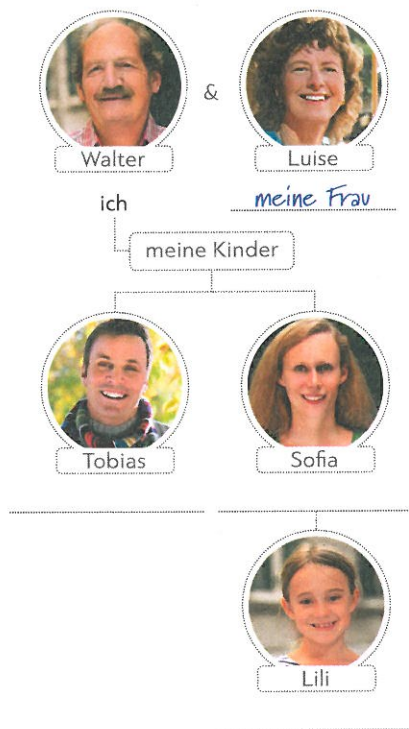 &
Walter Luise
ich meine Frau
meine Kinder
Tobias Sofia
Lili